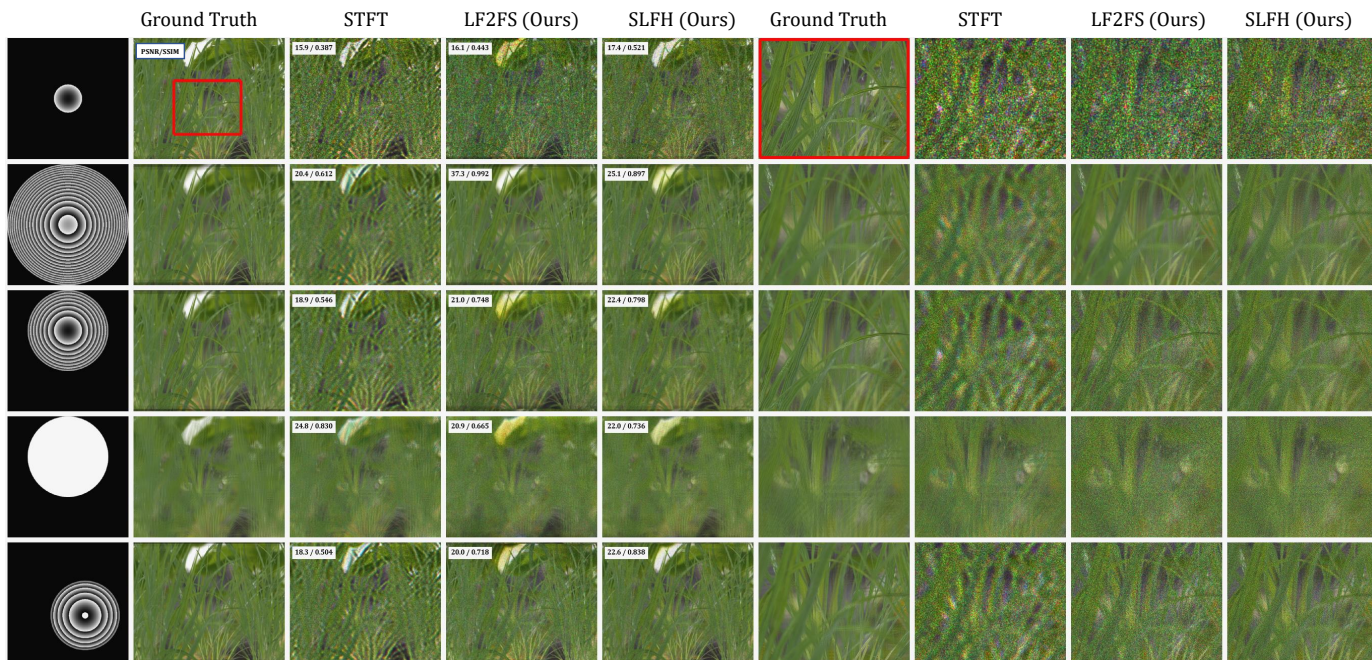 Ground Truth STFT LF2FS (Ours) SLFH (Ours) Ground Truth STFT LF2FS (Ours) SLFH (Ours)
PSNR/SSIM 15.9 / 0.387 16.1 / 0.443 17.4 / 0.521
20.4 / 0.612 37.3 / 0.992 25.1 / 0.897
18.9 / 0.546 21.0 / 0.748 22.4 / 0.798
24.8 / 0.830 20.9 / 0.665 22.0 / 0.736
18.3 / 0.504 20.0 / 0.718 22.6 / 0.838